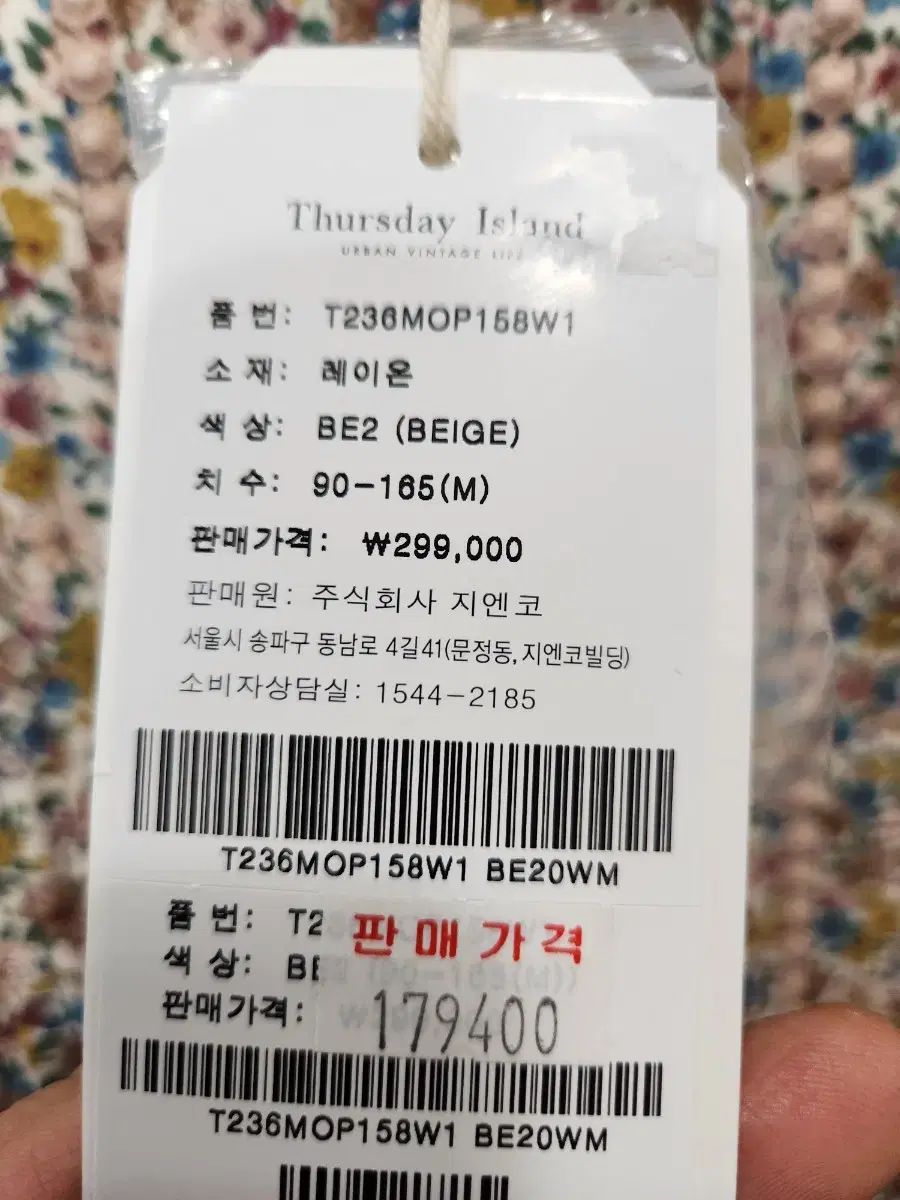 Thursday Island
URBAN VINTAGE LIFE
품 번: T236MOP158W1
소 재: 레이온
색 상: BE2 (BEIGE)
치 수: 90-165(M)
판매가격: ₩299,000
판매원: 주식회사 지엔코
서울시 송파구 동남로 4길41(문정동, 지엔코빌딩)
소비자상담실: 1544-2185
T236MOP158W1 BE20WM
품 번: T2
판매가격
색 상: BE
판매가격: 179400
T236MOP158W1 BE20WM